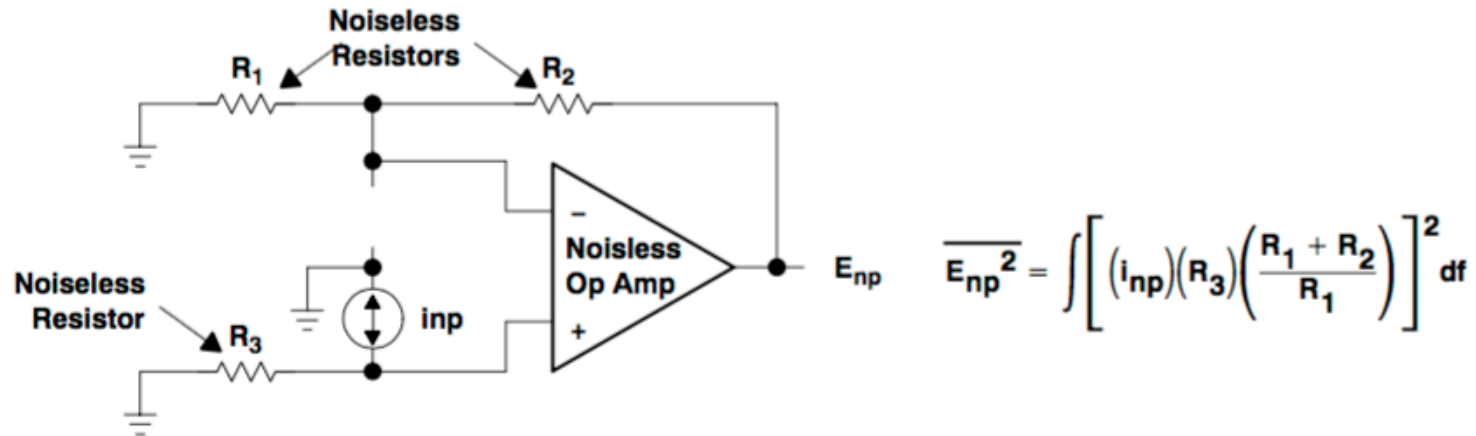 Noiseless
Resistors
R1
R2
−
Noisless
Op Amp
+
Enp
Noiseless
Resistor
R3
inp
Enp² = ∫[(inp)(R3)((R1 + R2)/R1)]² df